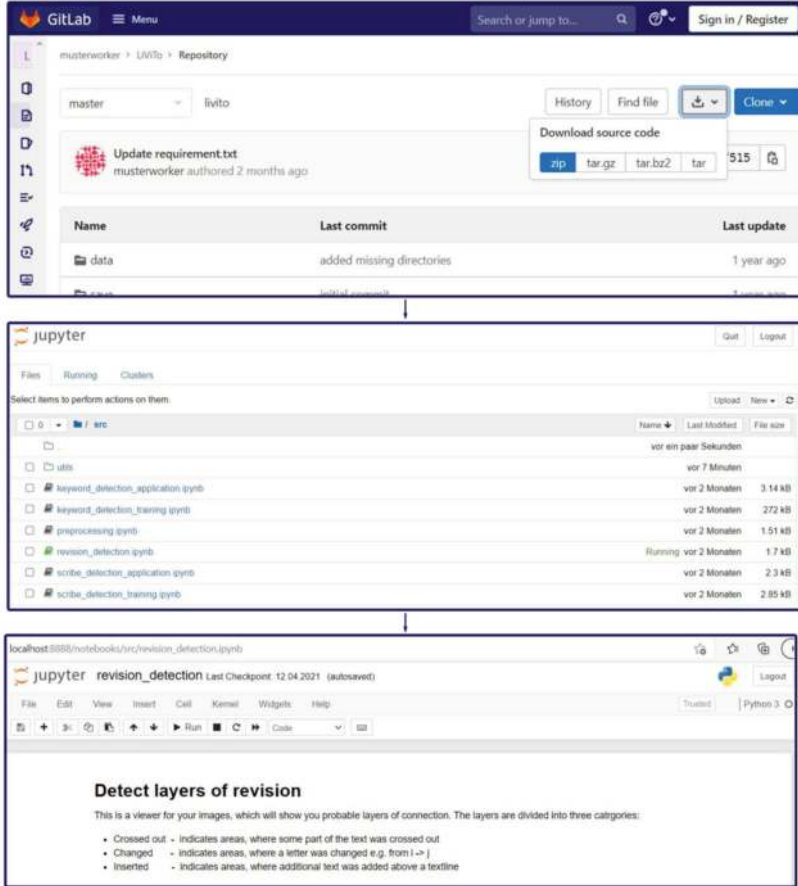 GitLab Menu Search or jump to... Sign in / Register
L musterworker > LiViTo > Repository
master livito History Find file Clone
Download source code
Update requirement.txt
musterworker authored 2 months ago
zip tar.gz tar.bz2 tar 515
Name Last commit Last update
data added missing directories 1 year ago
initial commit
jupyter Quit Logout
Files Running Clusters
Select items to perform actions on them. Upload New
0 / src Name Last Modified File size
.. vor ein paar Sekunden
utils vor 7 Minuten
keyword_detection_application.ipynb vor 2 Monaten 3.14 kB
keyword_detection_training.ipynb vor 2 Monaten 272 kB
preprocessing.ipynb vor 2 Monaten 1.51 kB
revision_detection.ipynb Running vor 2 Monaten 1.7 kB
scribe_detection_application.ipynb vor 2 Monaten 2.3 kB
scribe_detection_training.ipynb vor 2 Monaten 2.85 kB
localhost:8888/notebooks/src/revision_detection.ipynb
jupyter revision_detection Last Checkpoint: 12.04.2021 (autosaved) Logout
File Edit View Insert Cell Kernel Widgets Help Trusted Python 3
Run Code
Detect layers of revision
This is a viewer for your images, which will show you probable layers of connection. The layers are divided into three catrgories:
• Crossed out - indicates areas, where some part of the text was crossed out
• Changed - indicates areas, where a letter was changed e.g. from i -> j
• Inserted - indicates areas, where additional text was added above a textline